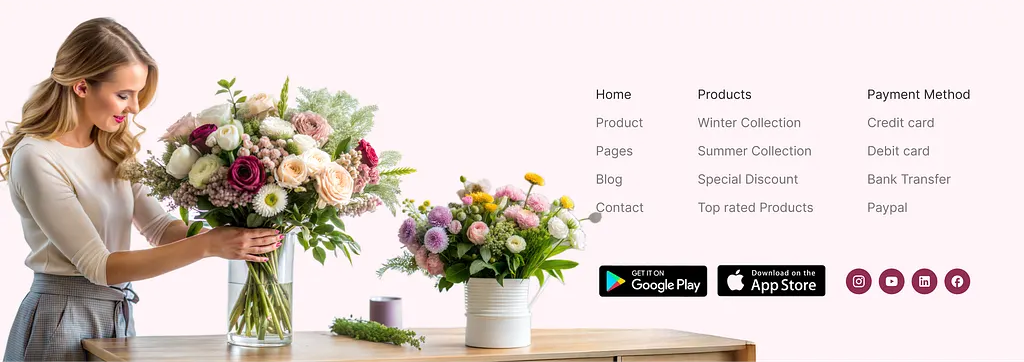 Home
Product
Pages
Blog
Contact
Products
Winter Collection
Summer Collection
Special Discount
Top rated Products
Payment Method
Credit card
Debit card
Bank Transfer
Paypal
GET IT ON
Google Play
Download on the
App Store